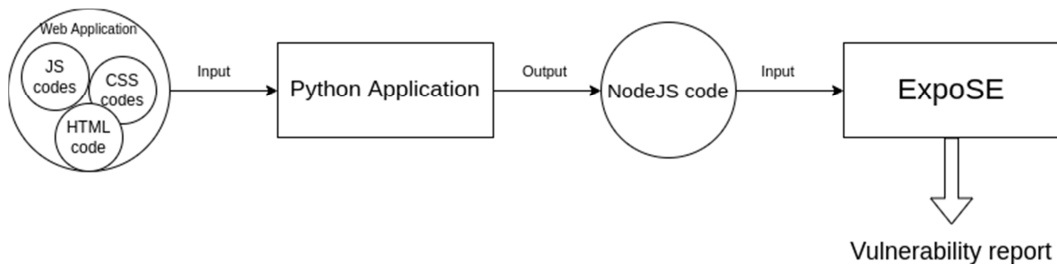 Web Application
JS
codes
CSS
codes
HTML
code
Input
Python Application
Output
NodeJS code
Input
ExpoSE
Vulnerability report